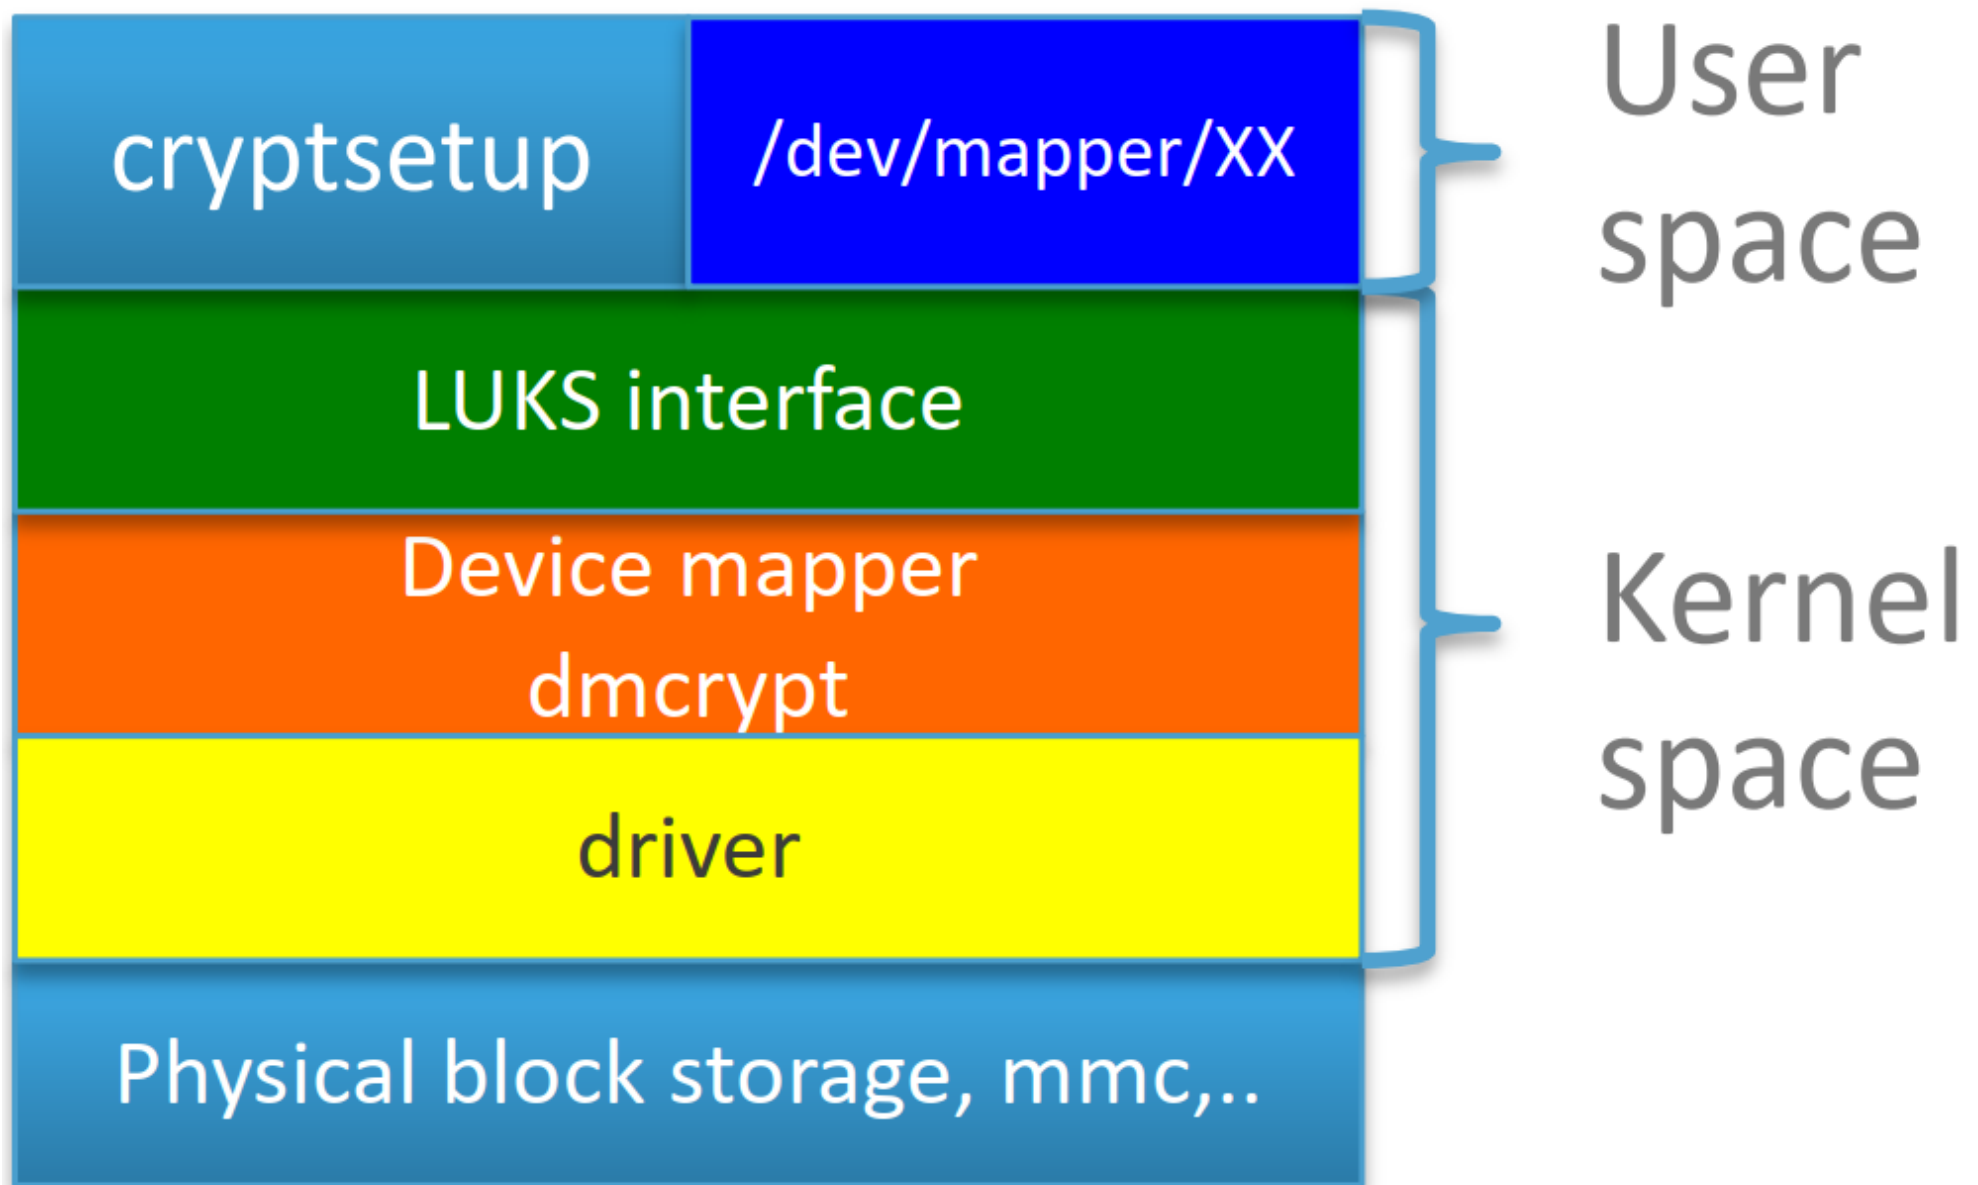 cryptsetup
/dev/mapper/XX
User
space
LUKS interface
Device mapper
dmcrypt
Kernel
space
driver
Physical block storage, mmc,..